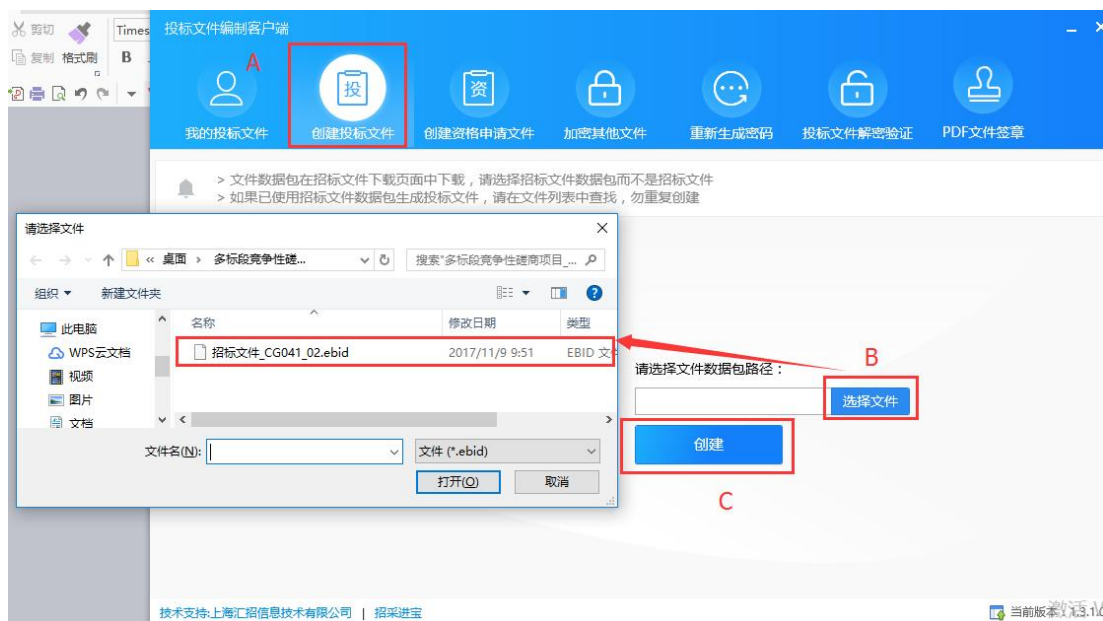 剪切
Times
复制 格式刷 B
投标文件编制客户端
A
投
资
我的投标文件 创建投标文件 创建资格申请文件 加密其他文件 重新生成密码 投标文件解密验证 PDF文件签章
> 文件数据包在招标文件下载页面中下载，请选择招标文件数据包而不是招标文件
> 如果已使用招标文件数据包生成投标文件，请在文件列表中查找，勿重复创建
请选择文件
« 桌面 › 多标段竞争性磋... 搜索"多标段竞争性磋商项目_...
组织 新建文件夹
名称 修改日期 类型
此电脑
招标文件_CG041_02.ebid 2017/11/9 9:51 EBID 文件
WPS云文档
视频
图片
文档
文件名(N): 文件 (*.ebid)
打开(O) 取消
请选择文件数据包路径：
B
选择文件
创建
C
技术支持:上海汇招信息技术有限公司 | 招采进宝
当前版本：1.3.1.0
激活